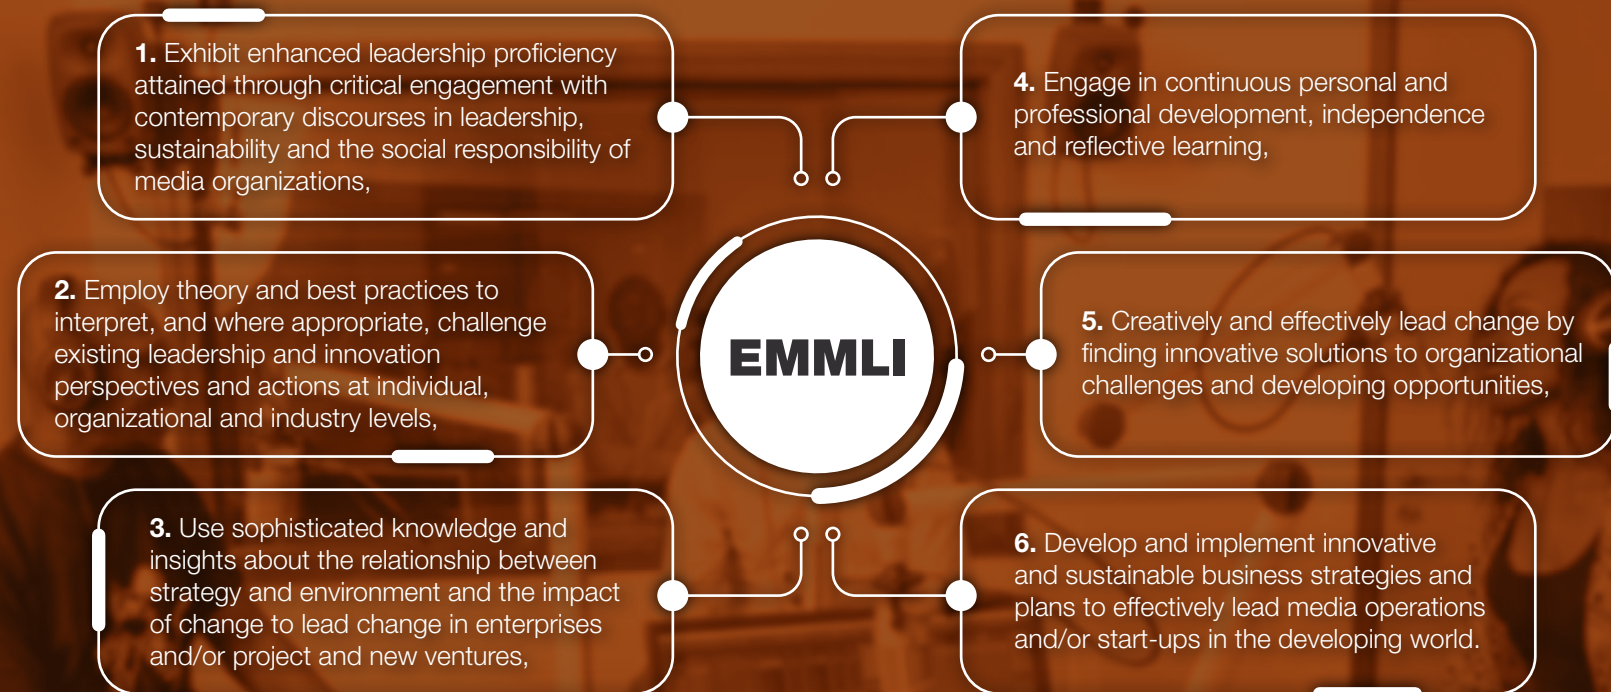 1. Exhibit enhanced leadership proficiency
attained through critical engagement with
contemporary discourses in leadership,
sustainability and the social responsibility of
media organizations,
2. Employ theory and best practices to
interpret, and where appropriate, challenge
existing leadership and innovation
perspectives and actions at individual,
organizational and industry levels,
3. Use sophisticated knowledge and
insights about the relationship between
strategy and environment and the impact
of change to lead change in enterprises
and/or project and new ventures,
EMMLI
4. Engage in continuous personal and
professional development, independence
and reflective learning,
5. Creatively and effectively lead change by
finding innovative solutions to organizational
challenges and developing opportunities,
6. Develop and implement innovative
and sustainable business strategies and
plans to effectively lead media operations
and/or start-ups in the developing world.